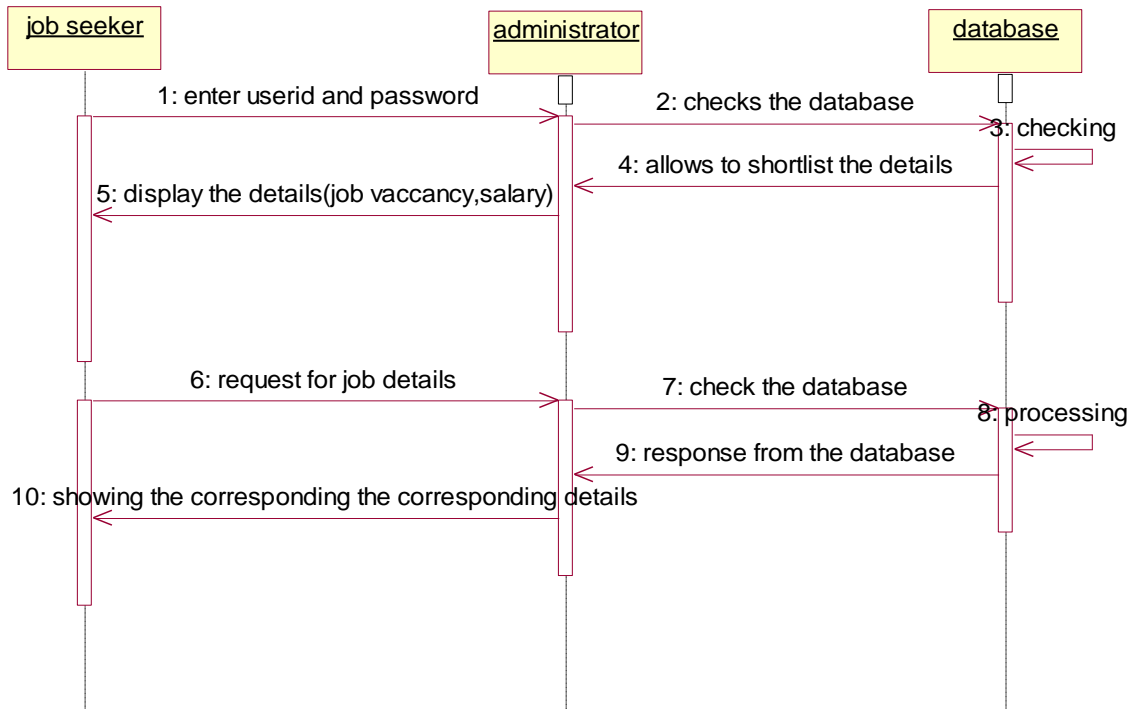 job seeker
administrator
database
1: enter userid and password
2: checks the database
3: checking
4: allows to shortlist the details
5: display the details(job vaccancy,salary)
6: request for job details
7: check the database
8: processing
9: response from the database
10: showing the corresponding the corresponding details